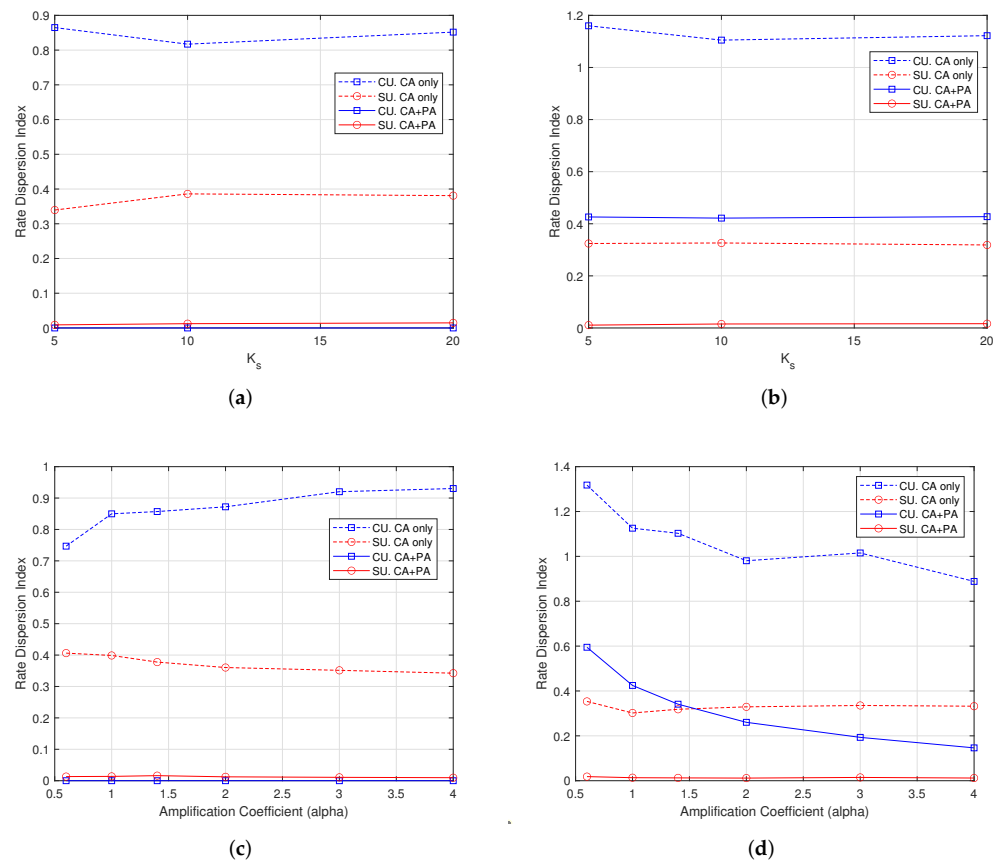 0.9
0.8
0.7
0.6
0.5
0.4
0.3
0.2
0.1
0
Rate Dispersion Index
CU. CA only
SU. CA only
CU. CA+PA
SU. CA+PA
5 10 15 20
K_s
(a)
1.2
1
0.8
0.6
0.4
0.2
0
Rate Dispersion Index
CU. CA only
SU. CA only
CU. CA+PA
SU. CA+PA
5 10 15 20
K_s
(b)
1
0.9
0.8
0.7
0.6
0.5
0.4
0.3
0.2
0.1
0
Rate Dispersion Index
CU. CA only
SU. CA only
CU. CA+PA
SU. CA+PA
0.5 1 1.5 2 2.5 3 3.5 4
Amplification Coefficient (alpha)
(c)
1.4
1.2
1
0.8
0.6
0.4
0.2
0
Rate Dispersion Index
CU. CA only
SU. CA only
CU. CA+PA
SU. CA+PA
0.5 1 1.5 2 2.5 3 3.5 4
Amplification Coefficient (alpha)
(d)